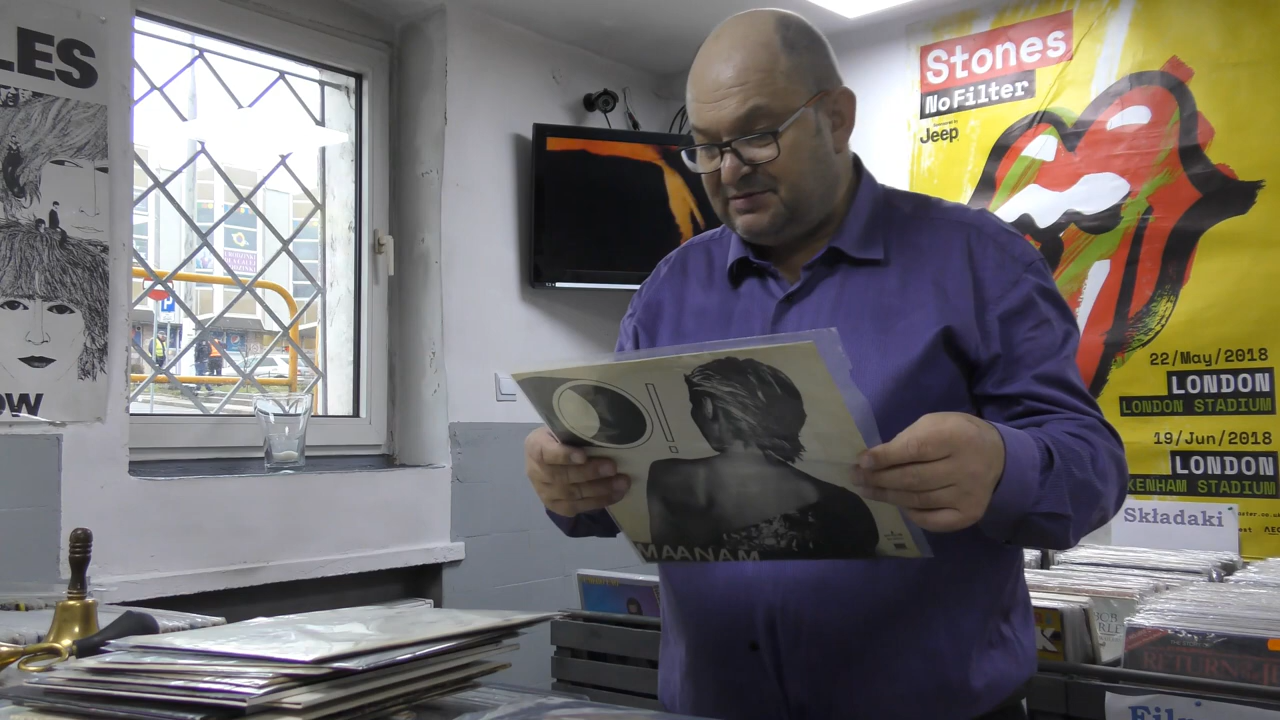 LES
OW
Stones
No Filter
Jeep
22/May/2018
LONDON
LONDON STADIUM
19/Jun/2018
LONDON
KENHAM STADIUM
Składaki
O!
MAANAM
RETURN